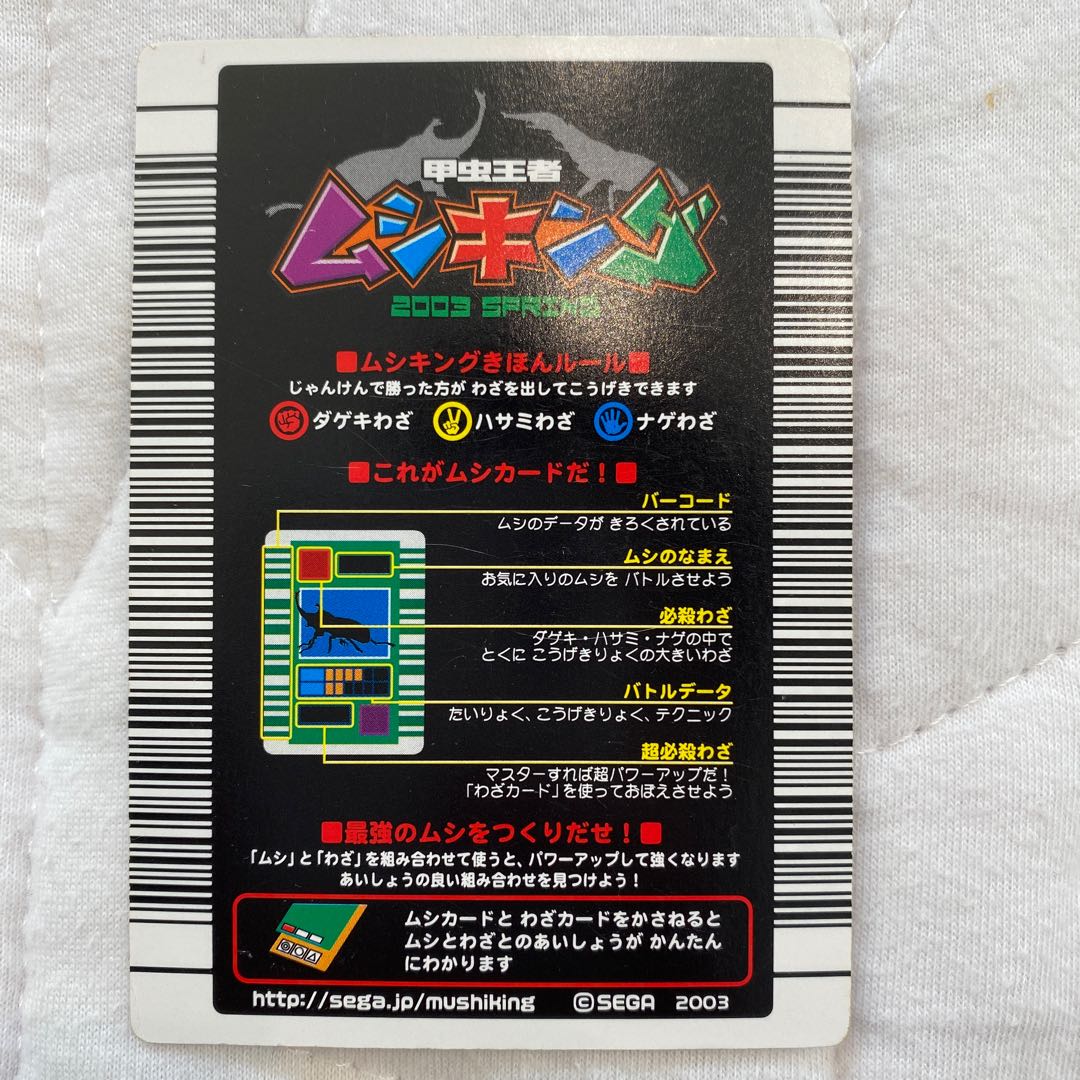 甲虫王者
ムシキング
2003 SPRING
■ムシキングきほんルール■
じゃんけんで勝った方が わざを出してこうげきできます
ダゲキわざ ハサミわざ ナゲわざ
■これがムシカードだ！■
バーコード
ムシのデータが きろくされている
ムシのなまえ
お気に入りのムシを バトルさせよう
必殺わざ
ダゲキ・ハサミ・ナゲの中で
とくに こうげきりょくの大きいわざ
バトルデータ
たいりょく、こうげきりょく、テクニック
超必殺わざ
マスターすれば超パワーアップだ！
「わざカード」を使っておぼえさせよう
■最強のムシをつくりだせ！■
「ムシ」と「わざ」を組み合わせて使うと、パワーアップして強くなります
あいしょうの良い組み合わせを見つけよう！
ムシカードと わざカードをかさねると
ムシとわざとのあいしょうが かんたん
にわかります
http://sega.jp/mushiking ©SEGA 2003